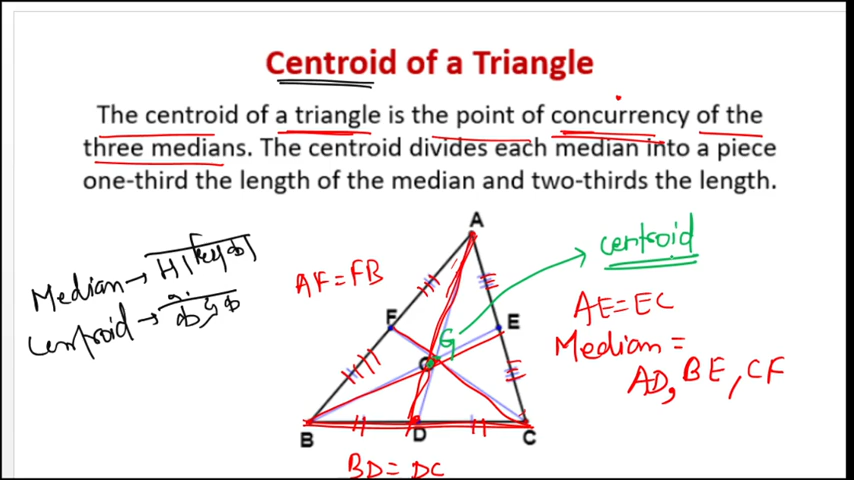 Centroid of a Triangle
The centroid of a triangle is the point of concurrency of the
three medians. The centroid divides each median into a piece
one-third the length of the median and two-thirds the length.
A
centroid
Median → माध्यिका
AF = FB
Centroid → केन्द्रक
AE = EC
F
E
G
Median =
AD, BE, CF
B
D
C
BD = DC